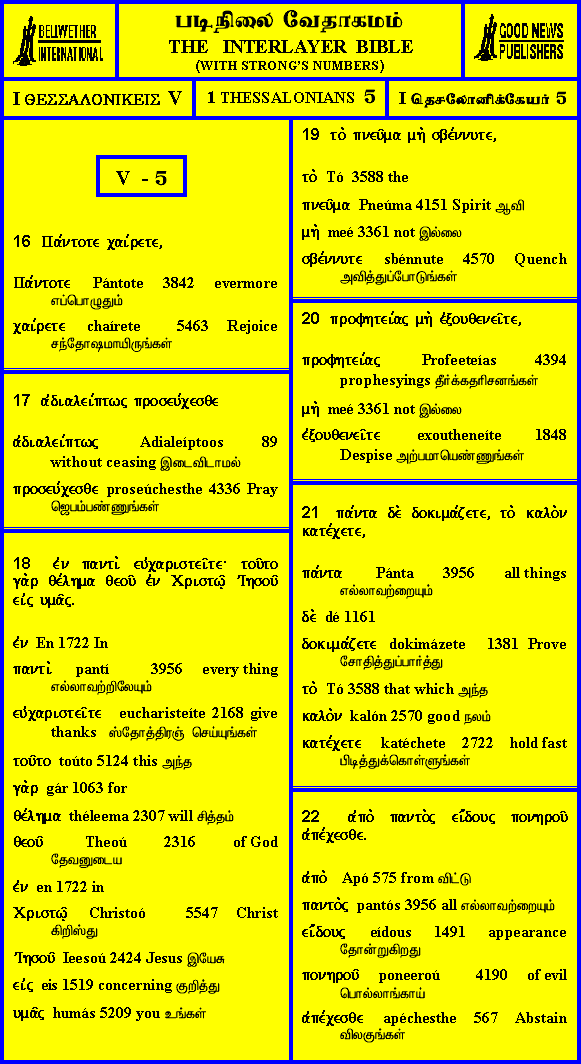 BELLWETHER
INTERNATIONAL
படிநிலை வேதாகமம்
THE INTERLAYER BIBLE
(WITH STRONG'S NUMBERS)
GOOD NEWS
PUBLISHERS
I ΘΕΣΣΑΛΟΝΙΚΕΙΣ V
1 THESSALONIANS 5
I தெசலோனிக்கேயர் 5
V - 5
16 Πάντοτε χαίρετε,
Πάντοτε Pántote 3842 evermore
எப்பொழுதும்
χαίρετε chaírete 5463 Rejoice
சந்தோஷமாயிருங்கள்
17 ἀδιαλείπτως προσεύχεσθε
ἀδιαλείπτως Adialeíptoos 89
without ceasing இடைவிடாமல்
προσεύχεσθε proseúchesthe 4336 Pray
ஜெபம்பண்ணுங்கள்
18 ἐν παντὶ εὐχαριστεῖτε· τοῦτο
γὰρ θέλημα θεοῦ ἐν Χριστῷ Ἰησοῦ
εἰς υμᾶς.
ἐν En 1722 In
παντὶ pantí 3956 every thing
எல்லாவற்றிலேயும்
εὐχαριστεῖτε eucharisteíte 2168 give
thanks ஸ்தோத்திரஞ் செய்யுங்கள்
τοῦτο toúto 5124 this அந்த
γὰρ gár 1063 for
θέλημα théleema 2307 will சித்தம்
θεοῦ Theoú 2316 of God
தேவனுடைய
ἐν en 1722 in
Χριστῷ Christoó 5547 Christ
கிறிஸ்து
Ἰησοῦ Ieesoú 2424 Jesus இயேசு
εἰς eis 1519 concerning குறித்து
υμᾶς humás 5209 you உங்கள்
19 τὸ πνεῦμα μὴ σβέννυτε,
τὸ Tó 3588 the
πνεῦμα Pneúma 4151 Spirit ஆவி
μὴ meé 3361 not இல்லை
σβέννυτε sbénnute 4570 Quench
அவித்துப்போடுங்கள்
20 προφητείας μὴ ἐξουθενεῖτε,
προφητείας Profeeteías 4394
prophesyings தீர்க்கதரிசனங்கள்
μὴ meé 3361 not இல்லை
ἐξουθενεῖτε exoutheneíte 1848
Despise அற்பமாயெண்ணுங்கள்
21 πάντα δὲ δοκιμάζετε, τὸ καλὸν
κατέχετε,
πάντα Pánta 3956 all things
எல்லாவற்றையும்
δὲ dé 1161
δοκιμάζετε dokimázete 1381 Prove
சோதித்துப்பார்த்து
τὸ Tó 3588 that which அந்த
καλὸν kalón 2570 good நலம்
κατέχετε katéchete 2722 hold fast
பிடித்துக்கொள்ளுங்கள்
22 ἀπὸ παντὸς εἴδους πονηροῦ
ἀπέχεσθε.
ἀπὸ Apó 575 from விட்டு
παντὸς pantós 3956 all எல்லாவற்றையும்
εἴδους eídous 1491 appearance
தோன்றுகிறது
πονηροῦ poneeroú 4190 of evil
பொல்லாங்காய்
ἀπέχεσθε apéchesthe 567 Abstain
விலகுங்கள்